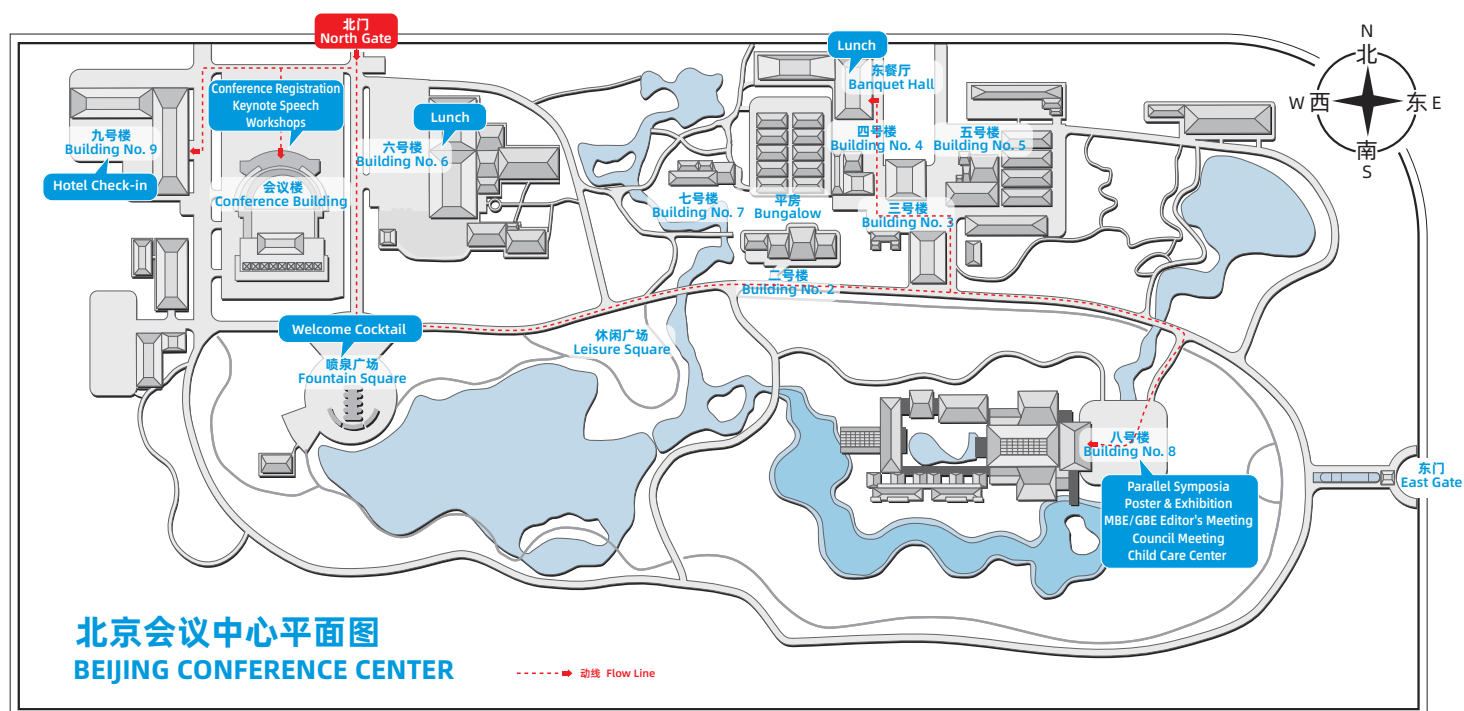 北门
North Gate
N
北
W 西
东 E
南
S
Lunch
东餐厅
Banquet Hall
Conference Registration
Keynote Speech
Workshops
Lunch
九号楼
Building No. 9
Hotel Check-in
会议楼
Conference Building
六号楼
Building No. 6
四号楼
Building No. 4
五号楼
Building No. 5
七号楼
Building No. 7
平房
Bungalow
三号楼
Building No. 3
二号楼
Building No. 2
Welcome Cocktail
喷泉广场
Fountain Square
休闲广场
Leisure Square
八号楼
Building No. 8
Parallel Symposia
Poster & Exhibition
MBE/GBE Editor's Meeting
Council Meeting
Child Care Center
东门
East Gate
北京会议中心平面图
BEIJING CONFERENCE CENTER
动线 Flow Line